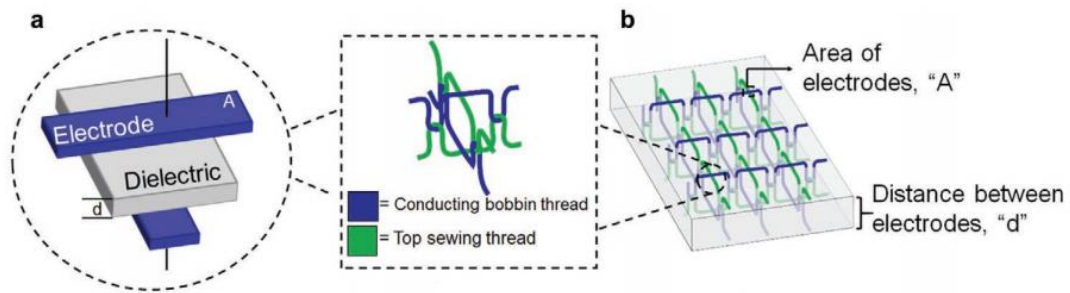 a
A
Electrode
Dielectric
d
= Conducting bobbin thread
= Top sewing thread
b
Area of
electrodes, “A”
Distance between
electrodes, “d”